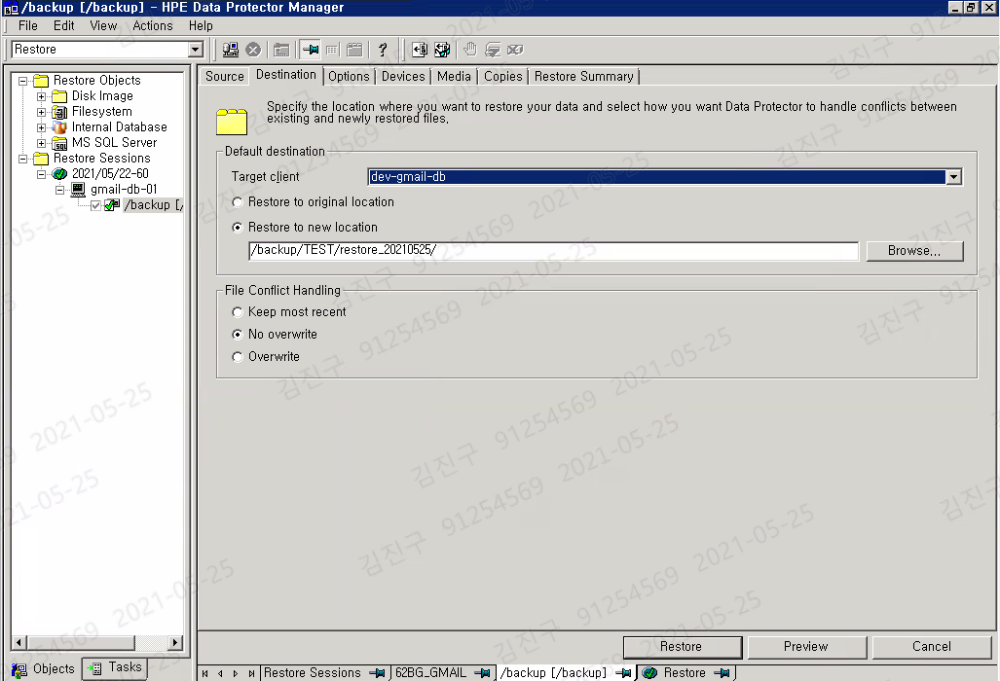 /backup [/backup] - HPE Data Protector Manager
File Edit View Actions Help
Restore
Restore Objects
Disk Image
Filesystem
Internal Database
MS SQL Server
Restore Sessions
2021/05/22-60
gmail-db-01
/backup [/
Objects
Tasks
Source Destination Options Devices Media Copies Restore Summary
Specify the location where you want to restore your data and select how you want Data Protector to handle conflicts between
existing and newly restored files.
Default destination
Target client
dev-gmail-db
Restore to original location
Restore to new location
/backup/TEST/restore_20210525/
Browse...
File Conflict Handling
Keep most recent
No overwrite
Overwrite
Restore Preview Cancel
Restore Sessions 62BG_GMAIL /backup [/backup] Restore
김진구 91254569 2021-05-25